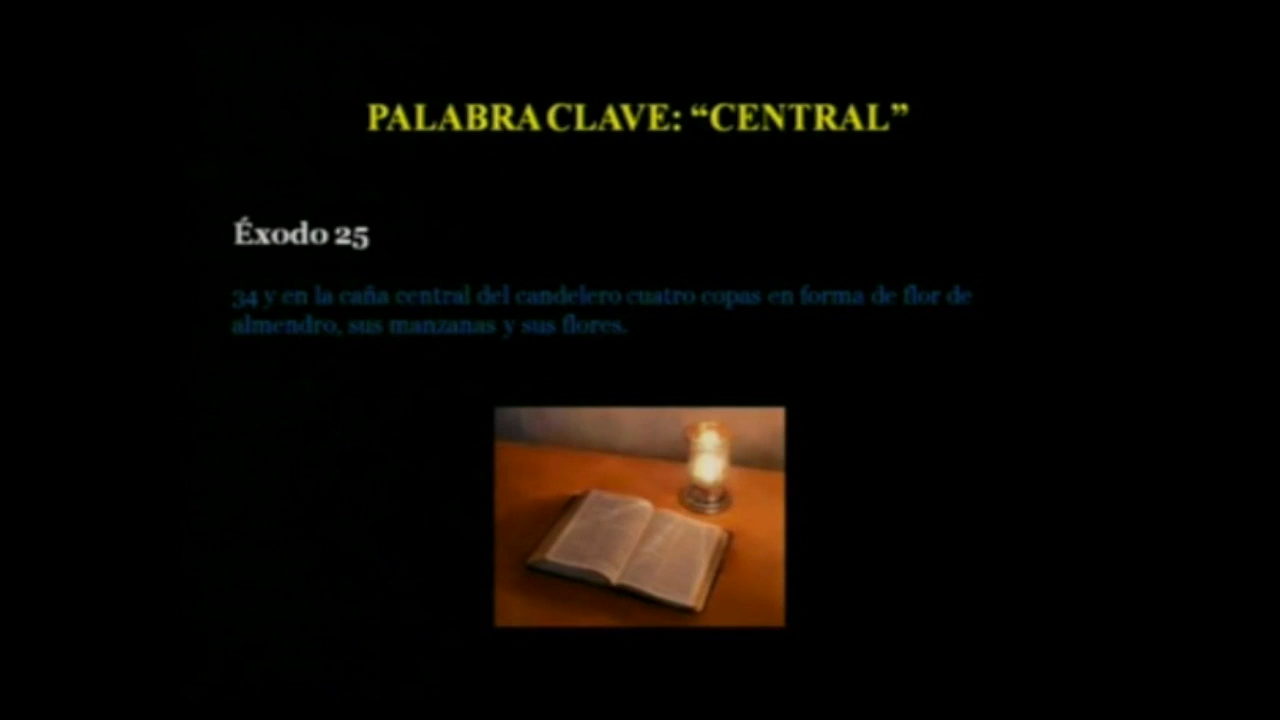 PALABRA CLAVE: “CENTRAL”
Éxodo 25
34 y en la caña central del candelero cuatro copas en forma de flor de
almendro, sus manzanas y sus flores.